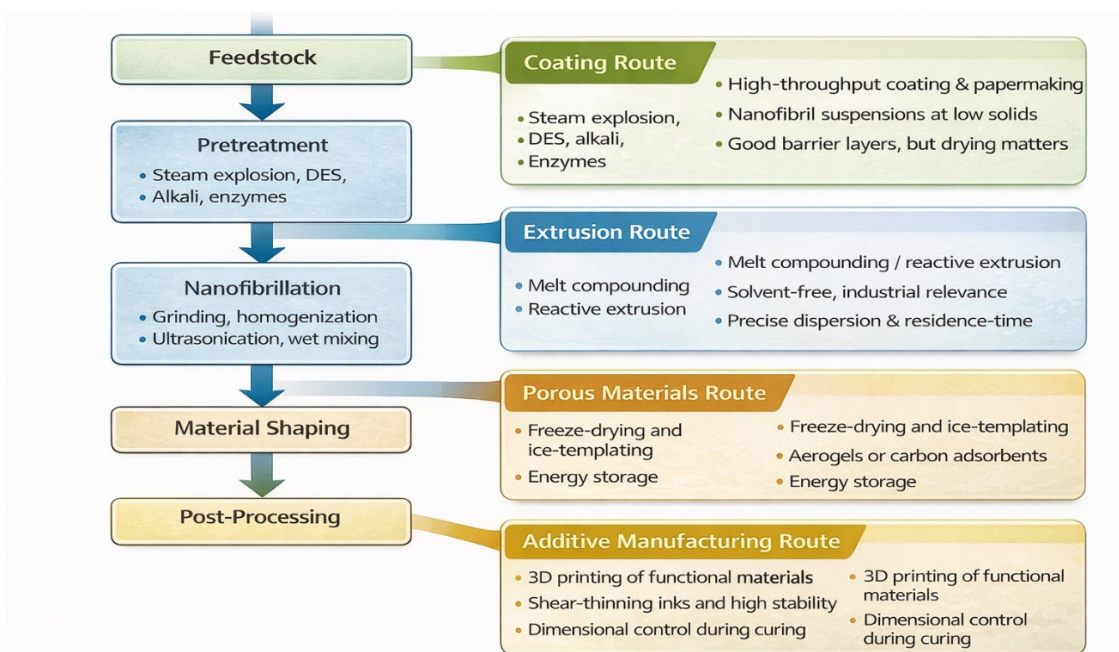 Feedstock
Pretreatment
• Steam explosion, DES,
• Alkali, enzymes
Nanofibrillation
• Grinding, homogenization
• Ultrasonication, wet mixing
Material Shaping
Post-Processing
Coating Route
• Steam explosion,
• DES, alkali,
• Enzymes
• High-throughput coating & papermaking
• Nanofibril suspensions at low solids
• Good barrier layers, but drying matters
Extrusion Route
• Melt compounding
• Reactive extrusion
• Melt compounding / reactive extrusion
• Solvent-free, industrial relevance
• Precise dispersion & residence-time
Porous Materials Route
• Freeze-drying and
ice-templating
• Energy storage
• Freeze-drying and ice-templating
• Aerogels or carbon adsorbents
• Energy storage
Additive Manufacturing Route
• 3D printing of functional materials
• Shear-thinning inks and high stability
• Dimensional control during curing
• 3D printing of functional
materials
• Dimensional control
during curing